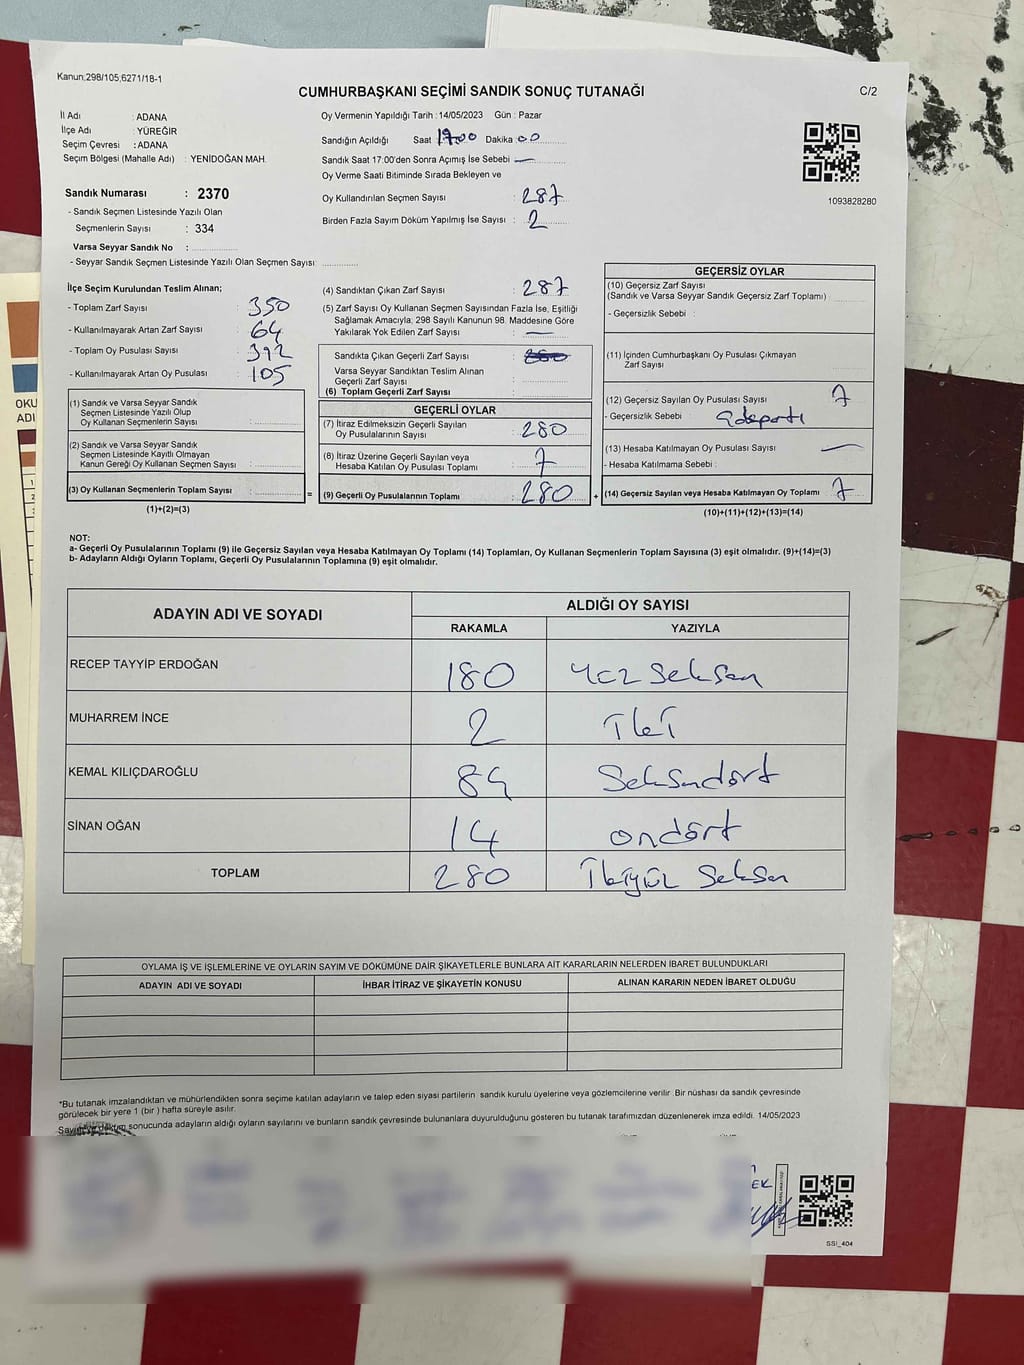 Kanun;298/105,6271/18-1
CUMHURBAŞKANI SEÇİMİ SANDIK SONUÇ TUTANAĞI
C/2
İl Adı : ADANA
İlçe Adı : YÜREĞİR
Seçim Çevresi : ADANA
Seçim Bölgesi (Mahalle Adı) : YENİDOĞAN MAH.
Sandık Numarası : 2370
- Sandık Seçmen Listesinde Yazılı Olan
Seçmenlerin Sayısı : 334
Varsa Seyyar Sandık No :
- Seyyar Sandık Seçmen Listesinde Yazılı Olan Seçmen Sayısı:
Oy Vermenin Yapıldığı Tarih : 14/05/2023 Gün : Pazar
Sandığın Açıldığı Saat Dakika : 00
Sandık Saat 17:00'den Sonra Açımış İse Sebebi —
Oy Verme Saati Bitiminde Sırada Bekleyen ve
Oy Kullandırılan Seçmen Sayısı : 287
Birden Fazla Sayım Döküm Yapılmış İse Sayısı : 2
1093828280
İlçe Seçim Kurulundan Teslim Alınan;
- Toplam Zarf Sayısı : 350
- Kullanılmayarak Artan Zarf Sayısı : 64
- Toplam Oy Pusulası Sayısı : 392
- Kullanılmayarak Artan Oy Pusulası : 105
(1) Sandık ve Varsa Seyyar Sandık
Seçmen Listesinde Yazılı Olup
Oy Kullanan Seçmenlerin Sayısı :
(2) Sandık ve Varsa Seyyar Sandık
Seçmen Listesinde Kayıtlı Olmayan
Kanun Gereği Oy Kullanan Seçmen Sayısı :
(3) Oy Kullanan Seçmenlerin Toplam Sayısı :
(1)+(2)=(3)
=
(4) Sandıktan Çıkan Zarf Sayısı : 287
(5) Zarf Sayısı Oy Kullanan Seçmen Sayısından Fazla İse, Eşitliği
Sağlamak Amacıyla, 298 Sayılı Kanunun 98. Maddesine Göre
Yakılarak Yok Edilen Zarf Sayısı : —
Sandıkta Çıkan Geçerli Zarf Sayısı :
Varsa Seyyar Sandıktan Teslim Alınan
Geçerli Zarf Sayısı :
(6) Toplam Geçerli Zarf Sayısı :
GEÇERLİ OYLAR
(7) İtiraz Edilmeksizin Geçerli Sayılan
Oy Pusulalarının Sayısı : 280
(8) İtiraz Üzerine Geçerli Sayılan veya
Hesaba Katılan Oy Pusulası Toplamı : 7
(9) Geçerli Oy Pusulalarının Toplamı : 280
+
GEÇERSİZ OYLAR
(10) Geçersiz Zarf Sayısı
(Sandık ve Varsa Seyyar Sandık Geçersiz Zarf Toplamı)
- Geçersizlik Sebebi :
(11) İçinden Cumhurbaşkanı Oy Pusulası Çıkmayan
Zarf Sayısı
(12) Geçersiz Sayılan Oy Pusulası Sayısı : 7
- Geçersizlik Sebebi :
(13) Hesaba Katılmayan Oy Pusulası Sayısı : —
- Hesaba Katılmama Sebebi :
(14) Geçersiz Sayılan veya Hesaba Katılmayan Oy Toplamı : 7
(10)+(11)+(12)+(13)=(14)
NOT:
a- Geçerli Oy Pusulalarının Toplamı (9) ile Geçersiz Sayılan veya Hesaba Katılmayan Oy Toplamı (14) Toplamları, Oy Kullanan Seçmenlerin Toplam Sayısına (3) eşit olmalıdır. (9)+(14)=(3)
b- Adayların Aldığı Oyların Toplamı, Geçerli Oy Pusulalarının Toplamına (9) eşit olmalıdır.
ADAYIN ADI VE SOYADI
ALDIĞI OY SAYISI
RAKAMLA YAZIYLA
RECEP TAYYİP ERDOĞAN 180 Yüz Seksen
MUHARREM İNCE 2 İki
KEMAL KILIÇDAROĞLU 84 Seksendört
SİNAN OĞAN 14 ondört
TOPLAM 280 İkiyüz Seksen
OYLAMA İŞ VE İŞLEMLERİNE VE OYLARIN SAYIM VE DÖKÜMÜNE DAİR ŞİKAYETLERLE BUNLARA AİT KARARLARIN NELERDEN İBARET BULUNDUKLARI
ADAYIN ADI VE SOYADI İHBAR İTİRAZ VE ŞİKAYETİN KONUSU ALINAN KARARIN NEDEN İBARET OLDUĞU
*Bu tutanak imzalandıktan ve mühürlendikten sonra seçime katılan adayların ve talep eden siyasi partilerin sandık kurulu üyelerine veya gözlemcilerine verilir. Bir nüshası da sandık çevresinde
görülecek bir yere 1 (bir ) hafta süreyle asılır.
Sayım ve döküm sonucunda adayların aldığı oyların sayılarını ve bunların sandık çevresinde bulunanlara duyurulduğunu gösteren bu tutanak tarafımızdan düzenlenerek imza edildi. 14/05/2023
EK
SSI_404
OKU
ADI